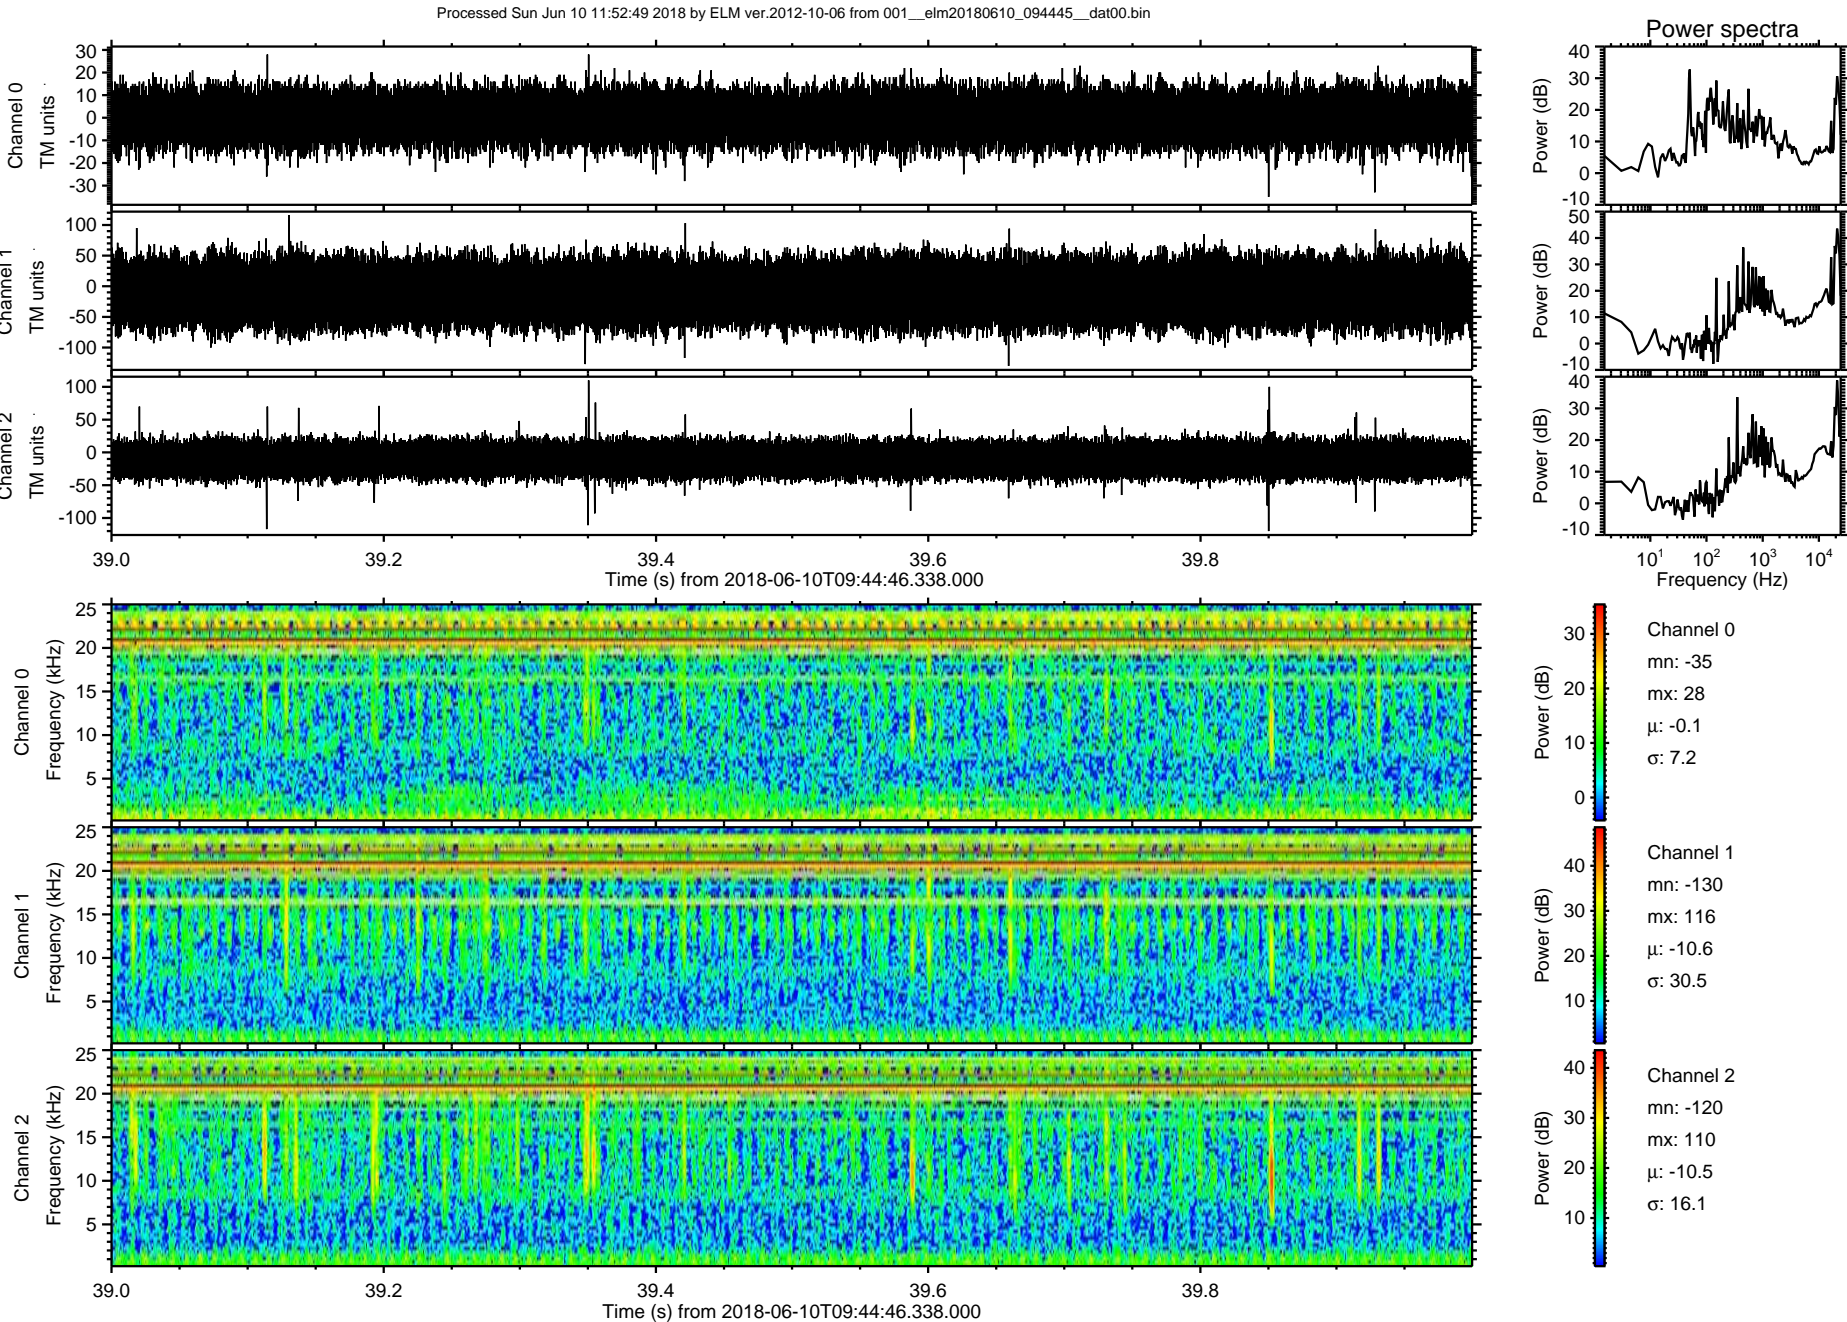 Processed Sun Jun 10 11:52:49 2018 by ELM ver.2012-10-06 from 001__elm20180610_094445__dat00.bin
Power spectra
Channel 0
TM units
30
20
10
0
-10
-20
-30
Power (dB)
40
30
20
10
0
-10
Channel 1
TM units
100
50
0
-50
-100
Power (dB)
50
40
30
20
10
0
-10
Channel 2
TM units
100
50
0
-50
-100
Power (dB)
40
30
20
10
0
-10
39.0 39.2 39.4 39.6 39.8
Time (s) from 2018-06-10T09:44:46.338.000
10^1 10^2 10^3 10^4
Frequency (Hz)
Channel 0
Frequency (kHz)
25
20
15
10
5
Power (dB)
30
20
10
0
Channel 0
mn: -35
mx: 28
μ: -0.1
σ: 7.2
Channel 1
Frequency (kHz)
25
20
15
10
5
Power (dB)
40
30
20
10
Channel 1
mn: -130
mx: 116
μ: -10.6
σ: 30.5
Channel 2
Frequency (kHz)
25
20
15
10
5
Power (dB)
40
30
20
10
Channel 2
mn: -120
mx: 110
μ: -10.5
σ: 16.1
39.0 39.2 39.4 39.6 39.8
Time (s) from 2018-06-10T09:44:46.338.000